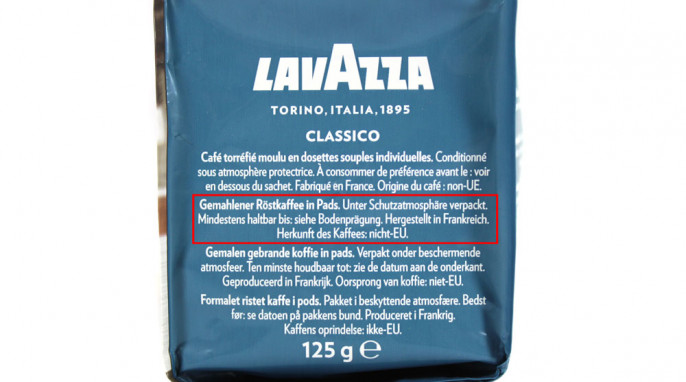 LAVAZZA
TORINO, ITALIA, 1895
CLASSICO
Café torréfié moulu en dosettes souples individuelles. Conditionné
sous atmosphère protectrice. À consommer de préférence avant le : voir
en dessous du sachet. Fabriqué en France. Origine du café : non-UE.
Gemahlener Röstkaffee in Pads. Unter Schutzatmosphäre verpackt.
Mindestens haltbar bis: siehe Bodenprägung. Hergestellt in Frankreich.
Herkunft des Kaffees: nicht-EU.
Gemalen gebrande koffie in pads. Verpakt onder beschermende
atmosfeer. Ten minste houdbaar tot: zie de datum aan de onderkant.
Geproduceerd in Frankrijk. Oorsprong van koffie: niet-EU.
Formalet ristet kaffe i pods. Pakket i beskyttende atmosfære. Bedst
før: se datoen på pakkens bund. Produceret i Frankrig.
Kaffens oprindelse: ikke-EU.
125 g ℮